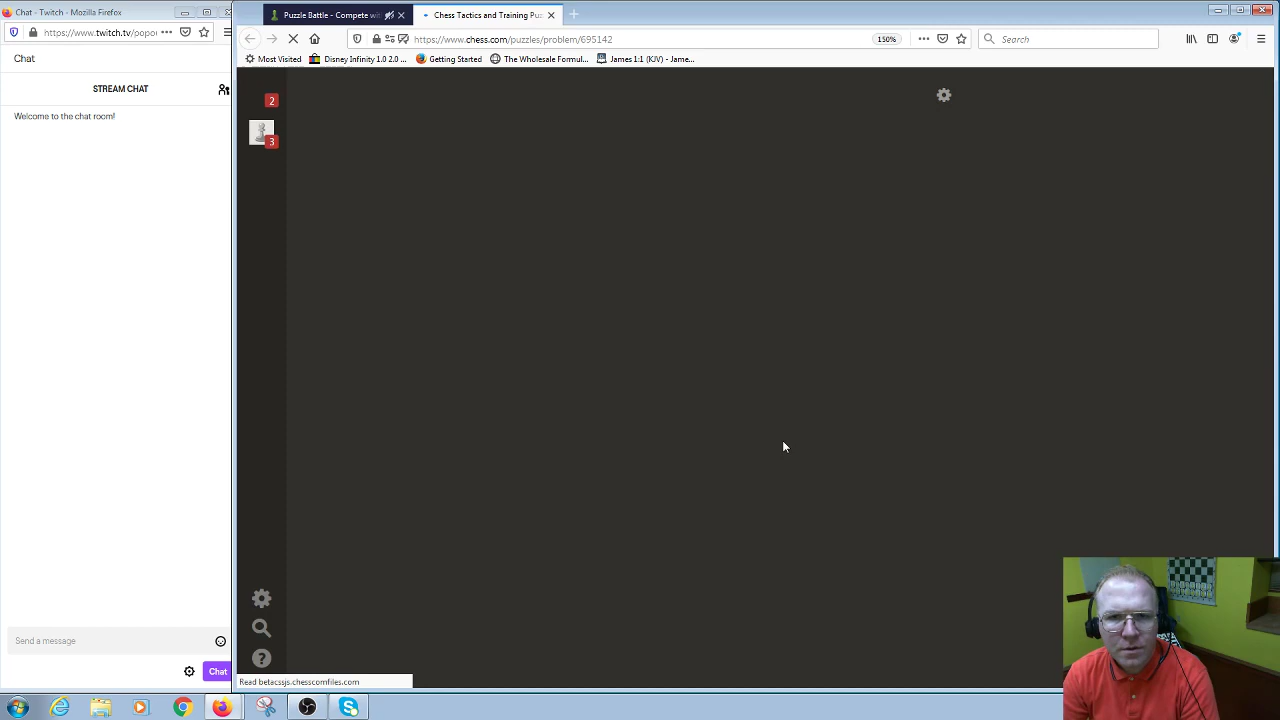 Chat - Twitch - Mozilla Firefox
https://www.twitch.tv/popou
Chat
STREAM CHAT
Welcome to the chat room!
Send a message
Chat
Puzzle Battle - Compete with
Chess Tactics and Training Puz
https://www.chess.com/puzzles/problem/695142
150%
Search
Most Visited
Disney Infinity 1.0 2.0 ...
Getting Started
The Wholesale Formul...
James 1:1 (KJV) - Jame...
2
3
Read betacssjs.chesscomfiles.com